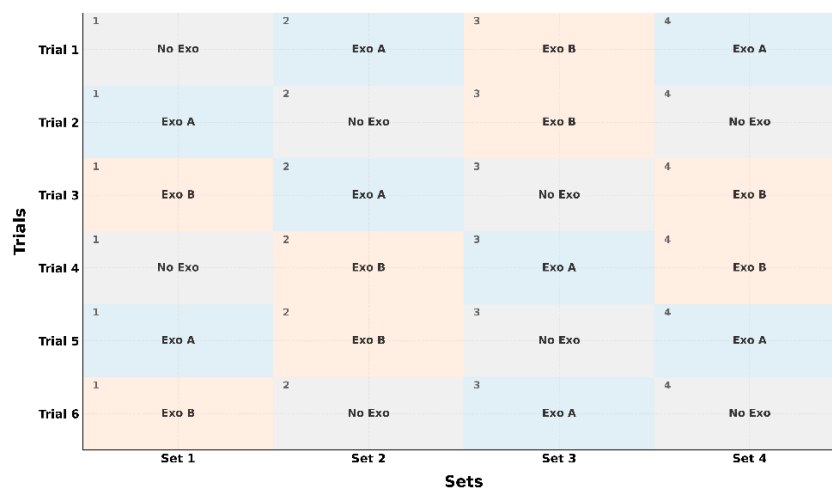 1 2 3 4
Trial 1 No Exo Exo A Exo B Exo A
1 2 3 4
Trial 2 Exo A No Exo Exo B No Exo
1 2 3 4
Trial 3 Exo B Exo A No Exo Exo B
1 2 3 4
Trial 4 No Exo Exo B Exo A Exo B
1 2 3 4
Trial 5 Exo A Exo B No Exo Exo A
1 2 3 4
Trial 6 Exo B No Exo Exo A No Exo
Trials
Set 1 Set 2 Set 3 Set 4
Sets